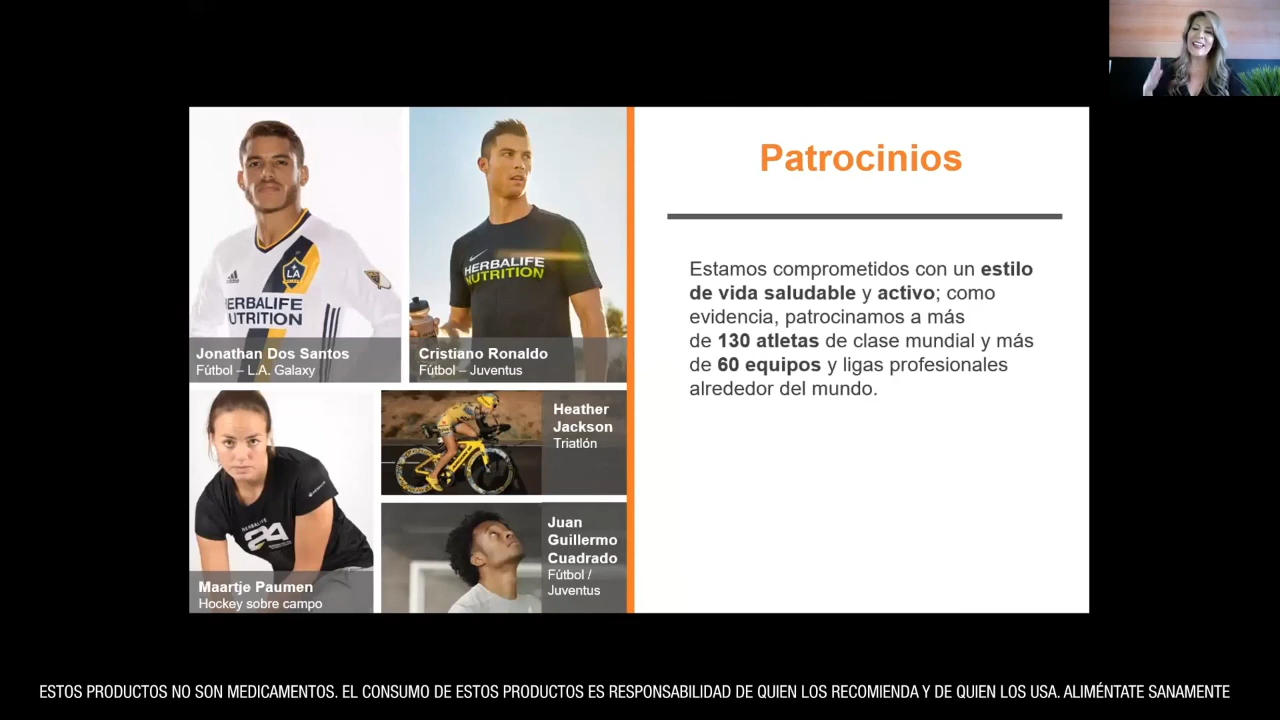 Patrocinios
Estamos comprometidos con un estilo
de vida saludable y activo; como
evidencia, patrocinamos a más
de 130 atletas de clase mundial y más
de 60 equipos y ligas profesionales
alrededor del mundo.
LA
HERBALIFE
NUTRITION
Jonathan Dos Santos
Fútbol – L.A. Galaxy
HERBALIFE
NUTRITION
Cristiano Ronaldo
Fútbol – Juventus
HERBALIFE
24
Maartje Paumen
Hockey sobre campo
Heather
Jackson
Triatlón
Juan
Guillermo
Cuadrado
Fútbol /
Juventus
ESTOS PRODUCTOS NO SON MEDICAMENTOS. EL CONSUMO DE ESTOS PRODUCTOS ES RESPONSABILIDAD DE QUIEN LOS RECOMIENDA Y DE QUIEN LOS USA. ALIMÉNTATE SANAMENTE